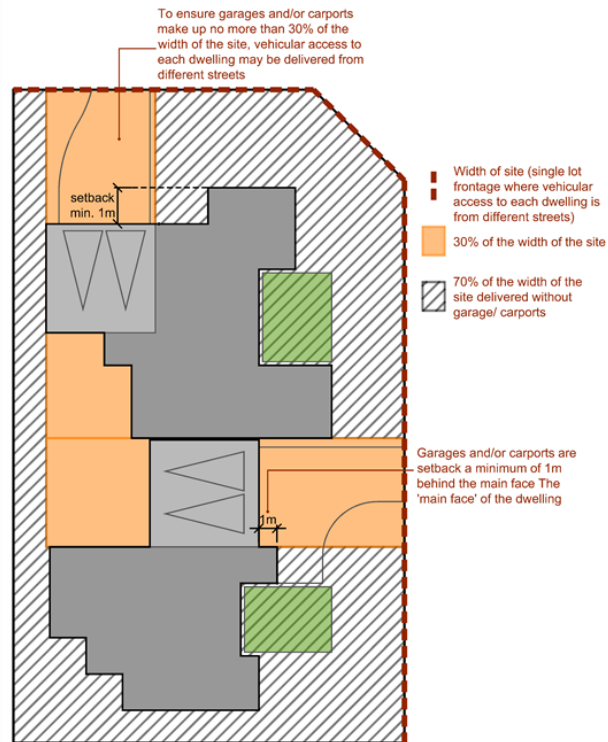 To ensure garages and/or carports
make up no more than 30% of the
width of the site, vehicular access to
each dwelling may be delivered from
different streets
setback
min. 1m
Width of site (single lot
frontage where vehicular
access to each dwelling is
from different streets)
30% of the width of the site
70% of the width of the
site delivered without
garage/ carports
Garages and/or carports are
setback a minimum of 1m
behind the main face The
'main face' of the dwelling
1m